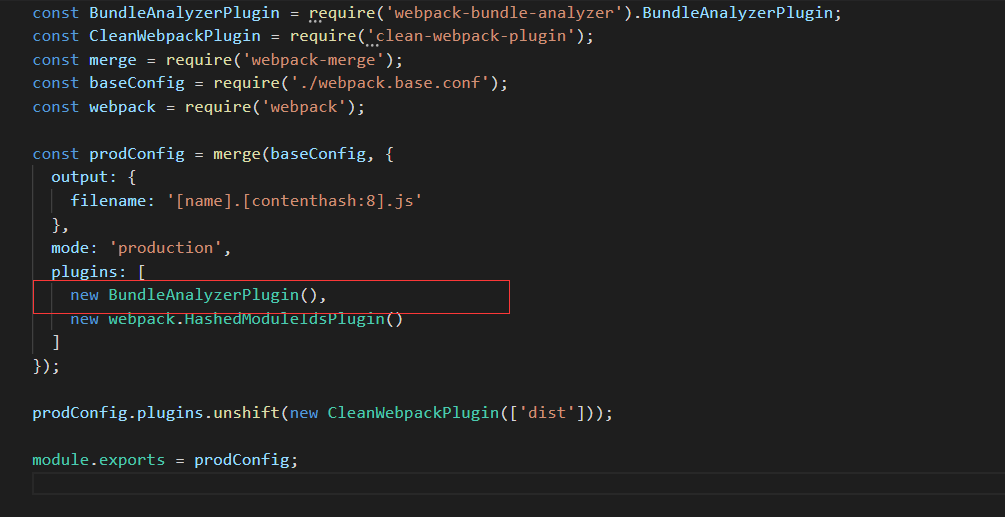 const BundleAnalyzerPlugin = require('webpack-bundle-analyzer').BundleAnalyzerPlugin;
const CleanWebpackPlugin = require('clean-webpack-plugin');
const merge = require('webpack-merge');
const baseConfig = require('./webpack.base.conf');
const webpack = require('webpack');

const prodConfig = merge(baseConfig, {
  output: {
    filename: '[name].[contenthash:8].js'
  },
  mode: 'production',
  plugins: [
    new BundleAnalyzerPlugin(),
    new webpack.HashedModuleIdsPlugin()
  ]
});

prodConfig.plugins.unshift(new CleanWebpackPlugin(['dist']));

module.exports = prodConfig;